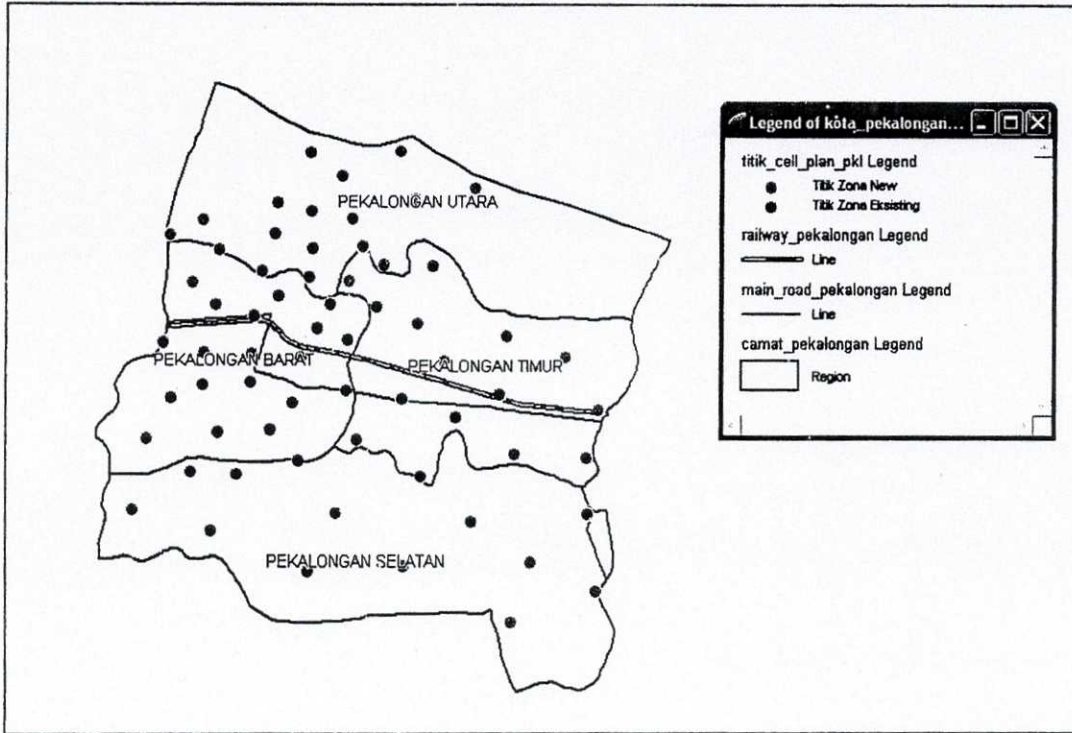 PEKALONGAN UTARA
PEKALONGAN BARAT
PEKALONGAN TIMUR
PEKALONGAN SELATAN
Legend of kota_pekalongan...
titik_cell_plan_pkl Legend
Titik Zona New
Titik Zona Eksisting
railway_pekalongan Legend
Line
main_road_pekalongan Legend
Line
camat_pekalongan Legend
Region